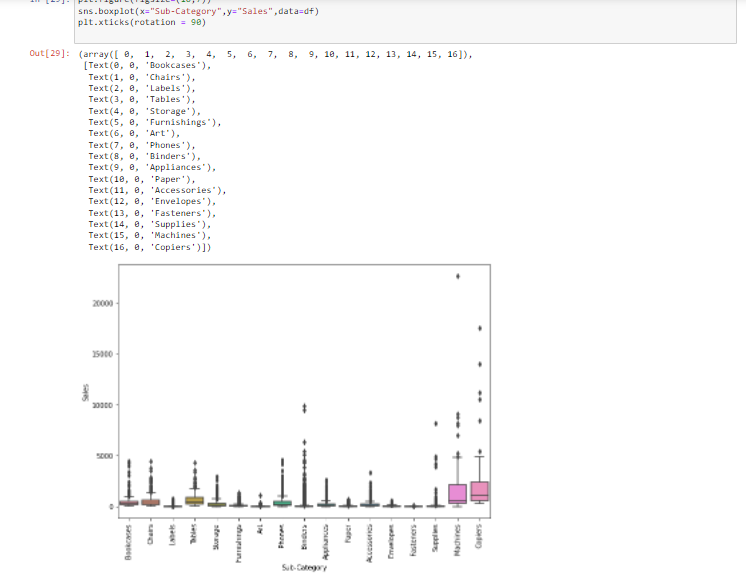 sns.boxplot(x="Sub-Category",y="Sales",data=df)
plt.xticks(rotation = 90)
Out[29]: (array([ 0, 1, 2, 3, 4, 5, 6, 7, 8, 9, 10, 11, 12, 13, 14, 15, 16]),
[Text(0, 0, 'Bookcases'),
Text(1, 0, 'Chairs'),
Text(2, 0, 'Labels'),
Text(3, 0, 'Tables'),
Text(4, 0, 'Storage'),
Text(5, 0, 'Furnishings'),
Text(6, 0, 'Art'),
Text(7, 0, 'Phones'),
Text(8, 0, 'Binders'),
Text(9, 0, 'Appliances'),
Text(10, 0, 'Paper'),
Text(11, 0, 'Accessories'),
Text(12, 0, 'Envelopes'),
Text(13, 0, 'Fasteners'),
Text(14, 0, 'Supplies'),
Text(15, 0, 'Machines'),
Text(16, 0, 'Copiers')])
20000
15000
10000
5000
0
Sales
Bookcases
Chairs
Labels
Tables
Storage
Furnishings
Art
Phones
Binders
Appliances
Paper
Accessories
Envelopes
Fasteners
Supplies
Machines
Copiers
Sub-Category